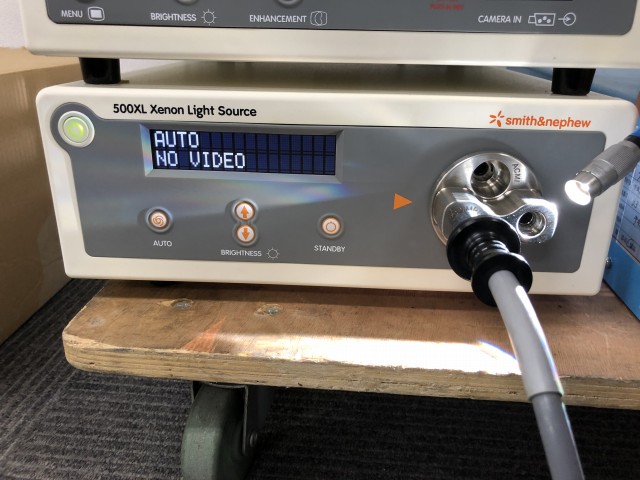 MENU
BRIGHTNESS
ENHANCEMENT
CAMERA IN
500XL Xenon Light Source
smith&nephew
AUTO
NO VIDEO
AUTO
BRIGHTNESS
STANDBY